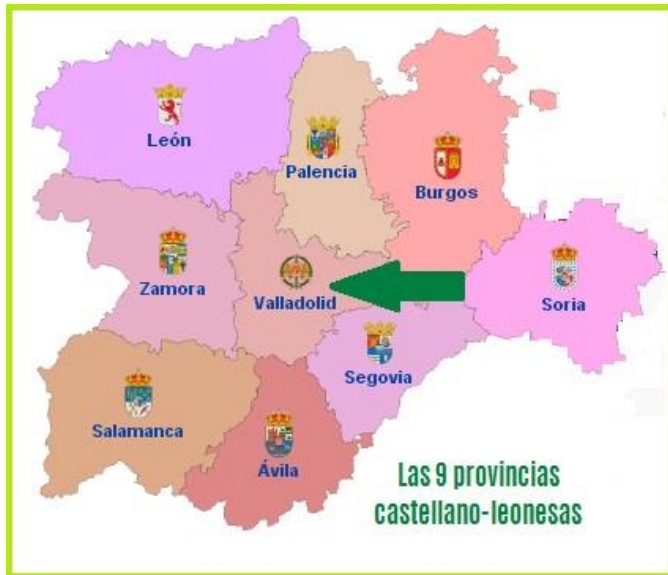 León
Palencia
Burgos
Zamora
Valladolid
Soria
Segovia
Salamanca
Ávila
Las 9 provincias
castellano-leonesas